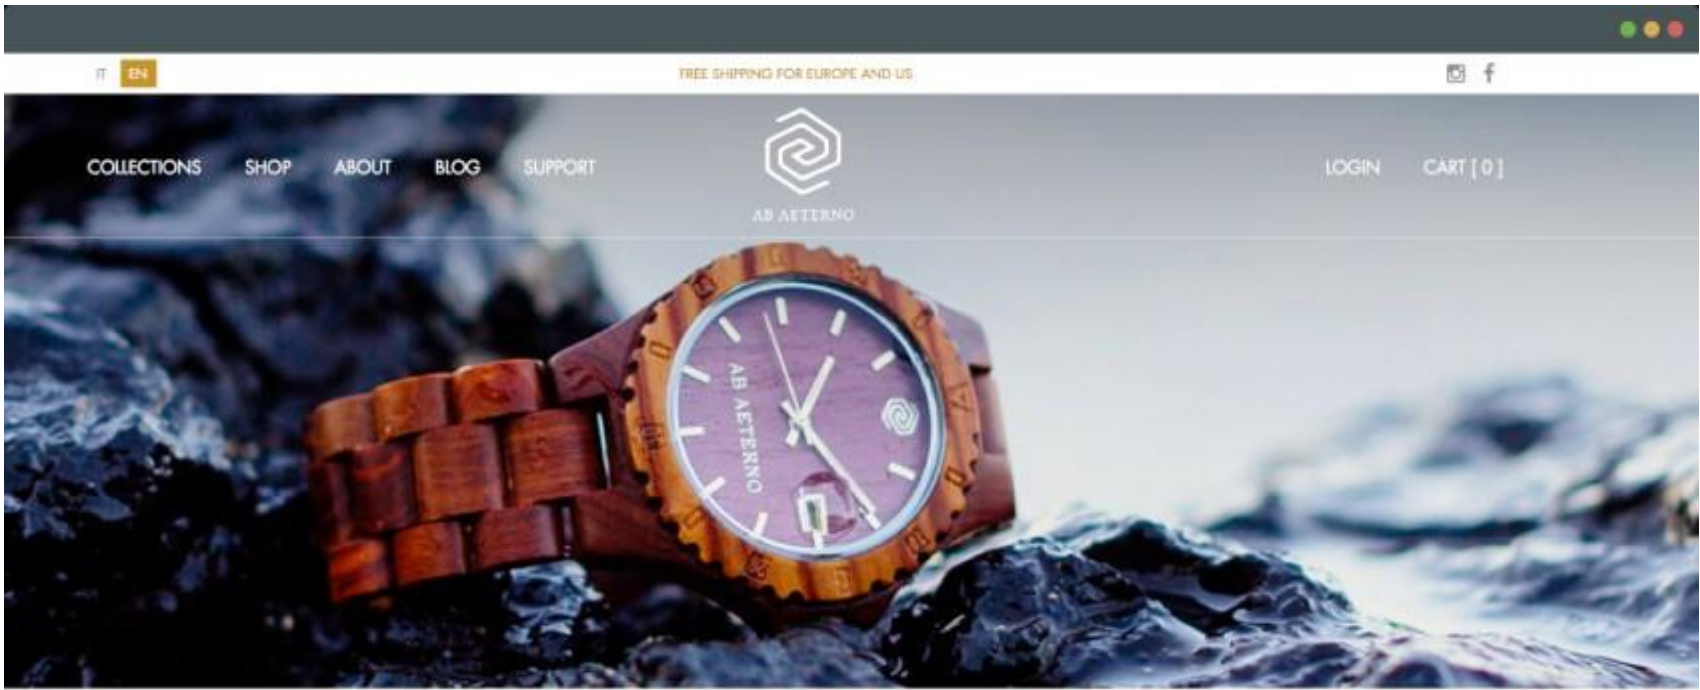 IT EN
FREE SHIPPING FOR EUROPE AND US
COLLECTIONS SHOP ABOUT BLOG SUPPORT
LOGIN CART [ 0 ]
AB AETERNO
AB AETERNO